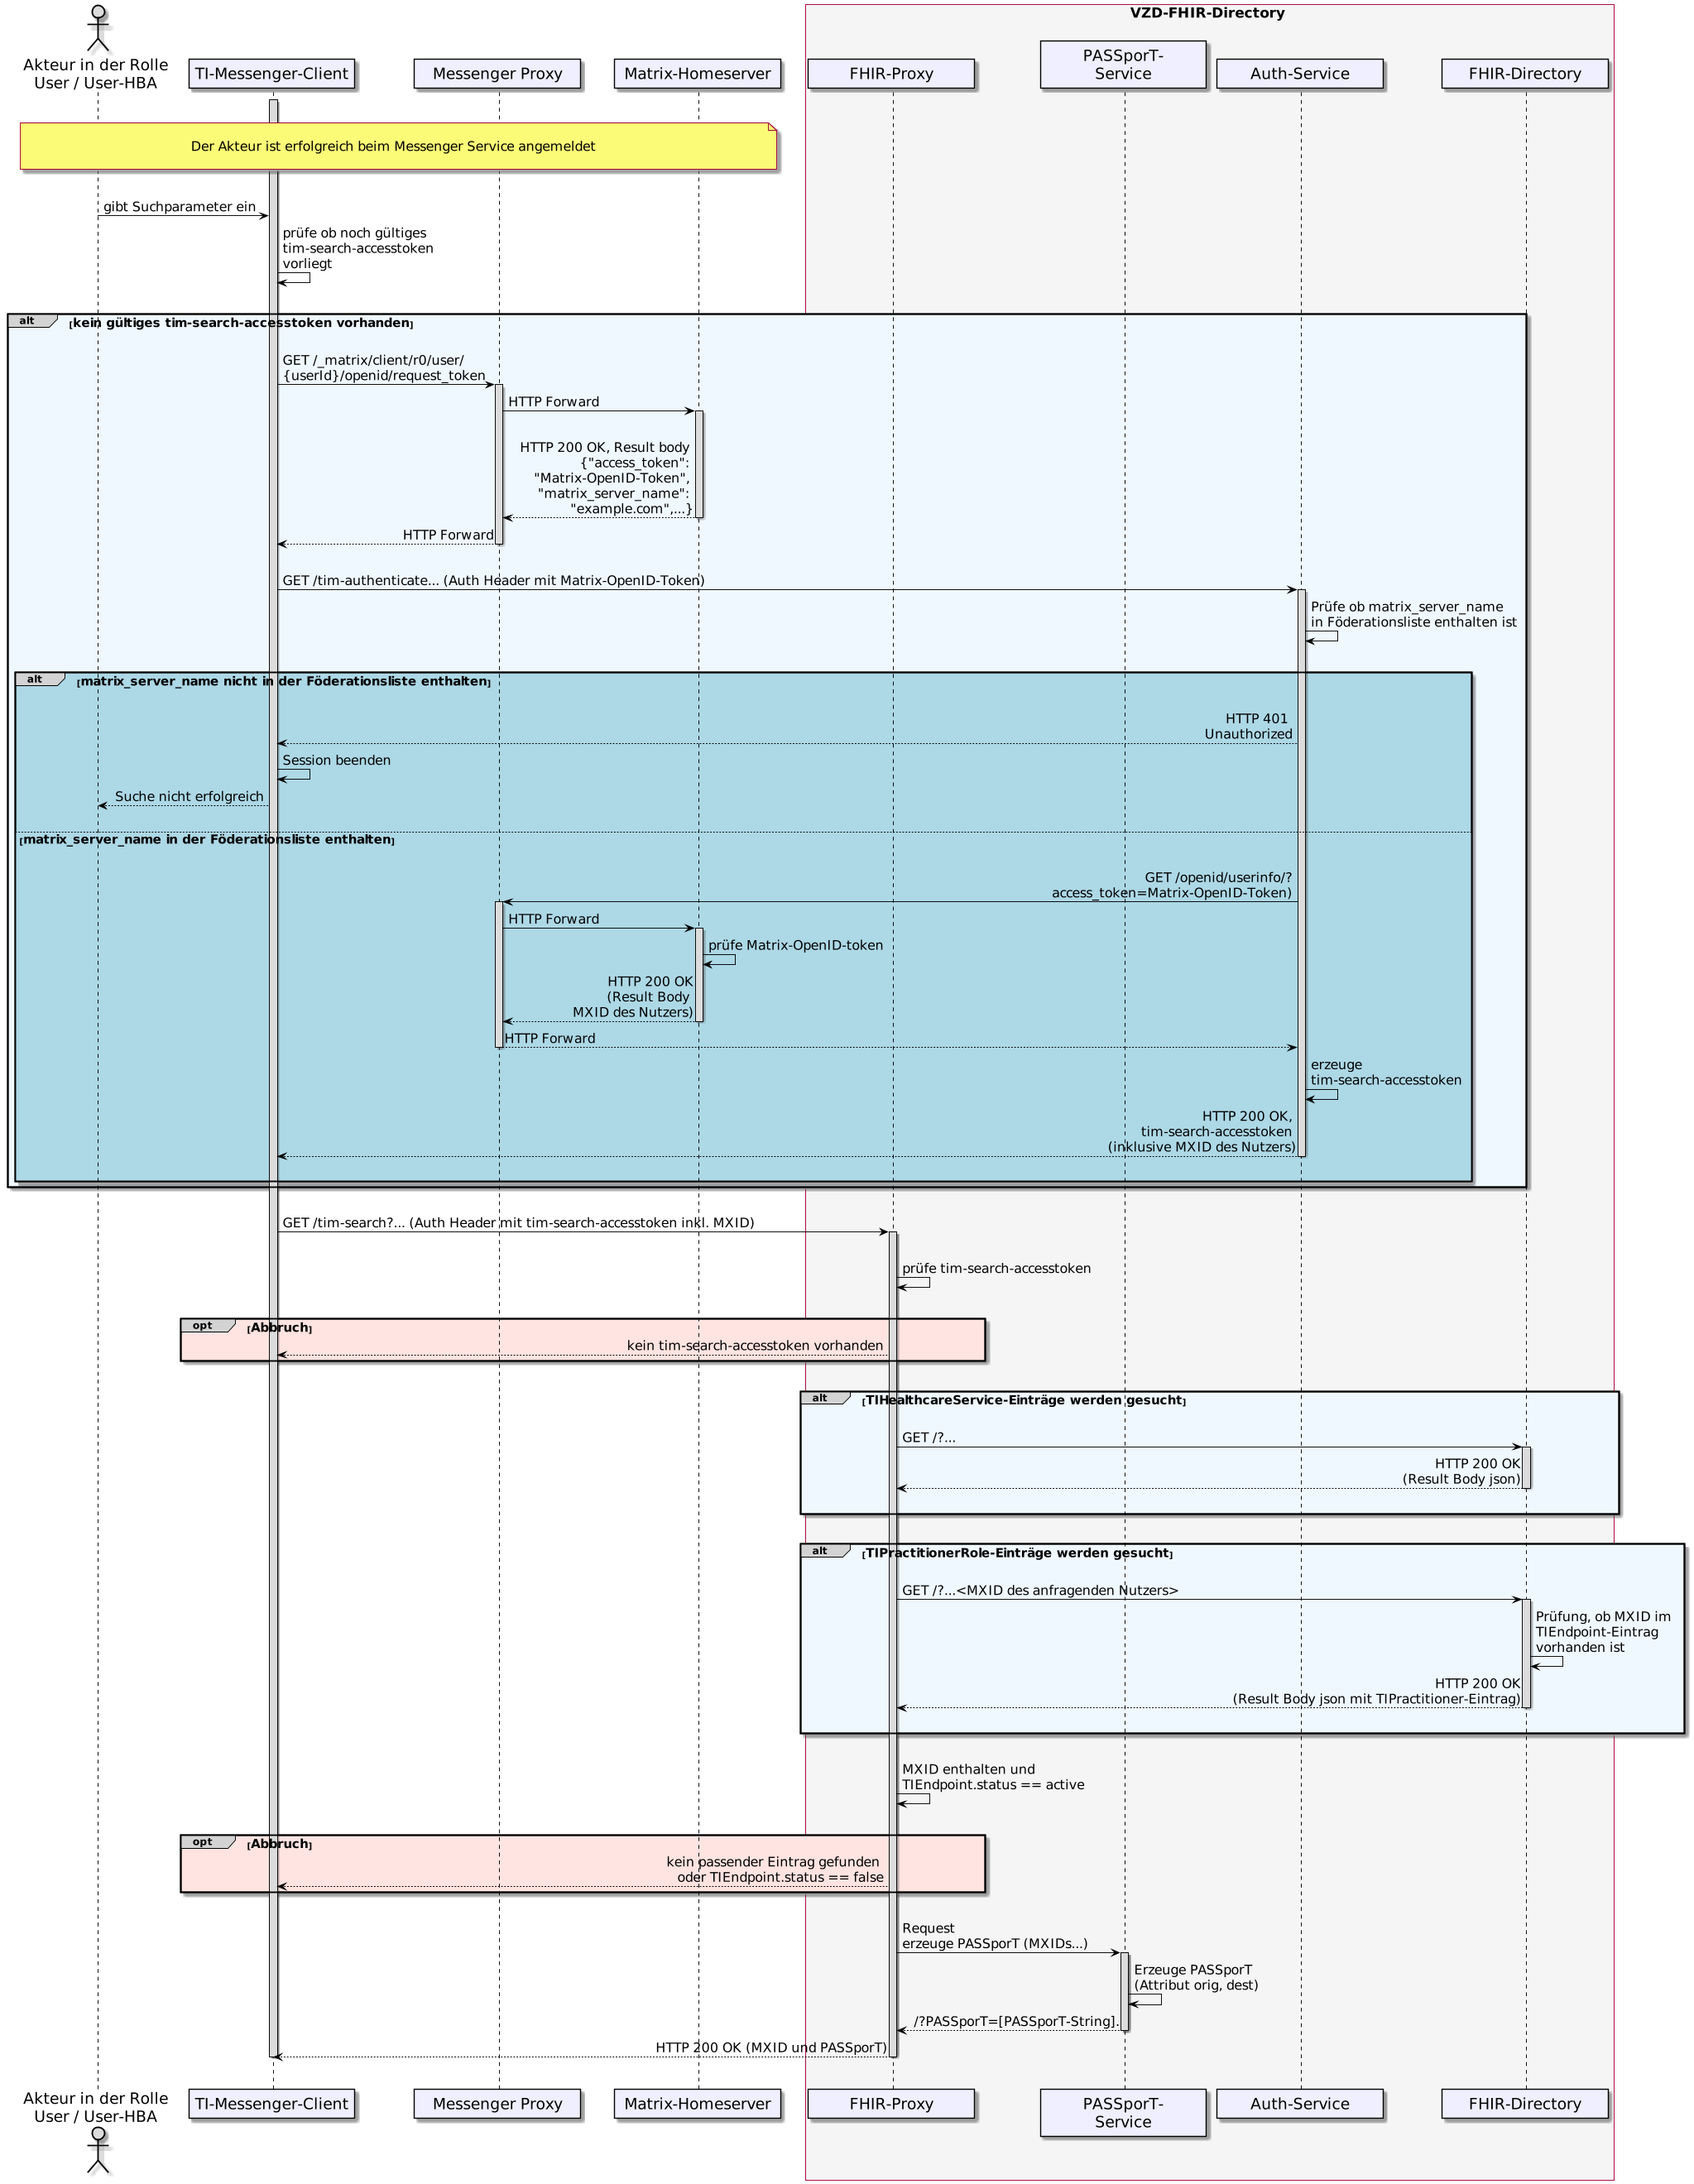 VZD-FHIR-Directory
Akteur in der Rolle
User / User-HBA
TI-Messenger-Client
Messenger Proxy
Matrix-Homeserver
FHIR-Proxy
PASSporT-
Service
Auth-Service
FHIR-Directory
Der Akteur ist erfolgreich beim Messenger Service angemeldet
gibt Suchparameter ein
prüfe ob noch gültiges
tim-search-accesstoken
vorliegt
alt [kein gültiges tim-search-accesstoken vorhanden]
GET /_matrix/client/r0/user/
{userId}/openid/request_token
HTTP Forward
HTTP 200 OK, Result body
{"access_token":
"Matrix-OpenID-Token",
"matrix_server_name":
"example.com",...}
HTTP Forward
GET /tim-authenticate... (Auth Header mit Matrix-OpenID-Token)
Prüfe ob matrix_server_name
in Föderationsliste enthalten ist
alt [matrix_server_name nicht in der Föderationsliste enthalten]
HTTP 401
Unauthorized
Session beenden
Suche nicht erfolgreich
[matrix_server_name in der Föderationsliste enthalten]
GET /openid/userinfo/?
access_token=Matrix-OpenID-Token)
HTTP Forward
prüfe Matrix-OpenID-token
HTTP 200 OK
(Result Body
MXID des Nutzers)
HTTP Forward
erzeuge
tim-search-accesstoken
HTTP 200 OK,
tim-search-accesstoken
(inklusive MXID des Nutzers)
GET /tim-search?... (Auth Header mit tim-search-accesstoken inkl. MXID)
prüfe tim-search-accesstoken
opt [Abbruch]
kein tim-search-accesstoken vorhanden
alt [TIHealthcareService-Einträge werden gesucht]
GET /?...
HTTP 200 OK
(Result Body json)
alt [TIPractitionerRole-Einträge werden gesucht]
GET /?...<MXID des anfragenden Nutzers>
Prüfung, ob MXID im
TIEndpoint-Eintrag
vorhanden ist
HTTP 200 OK
(Result Body json mit TIPractitioner-Eintrag)
MXID enthalten und
TIEndpoint.status == active
opt [Abbruch]
kein passender Eintrag gefunden
oder TIEndpoint.status == false
Request
erzeuge PASSporT (MXIDs...)
Erzeuge PASSporT
(Attribut orig, dest)
/?PASSporT=[PASSporT-String].
HTTP 200 OK (MXID und PASSporT)
Akteur in der Rolle
User / User-HBA
TI-Messenger-Client
Messenger Proxy
Matrix-Homeserver
FHIR-Proxy
PASSporT-
Service
Auth-Service
FHIR-Directory